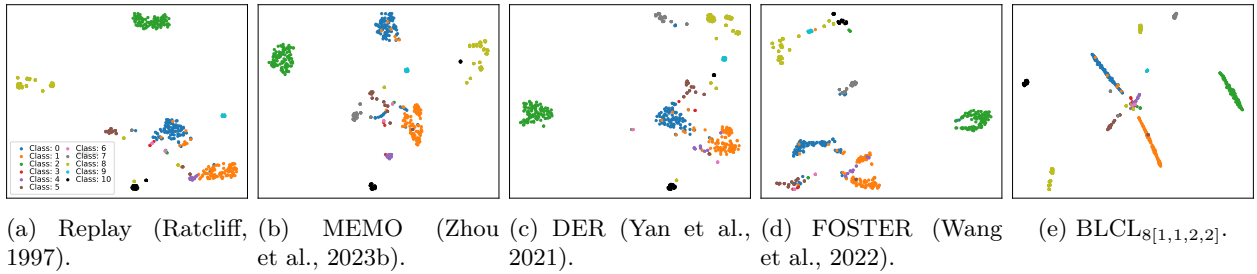 Class: 0
Class: 1
Class: 2
Class: 3
Class: 4
Class: 5
Class: 6
Class: 7
Class: 8
Class: 9
Class: 10
(a) Replay (Ratcliff,
1997).
(b) MEMO (Zhou
et al., 2023b).
(c) DER (Yan et al.,
2021).
(d) FOSTER (Wang
et al., 2022).
(e) BLCL8[1,1,2,2].